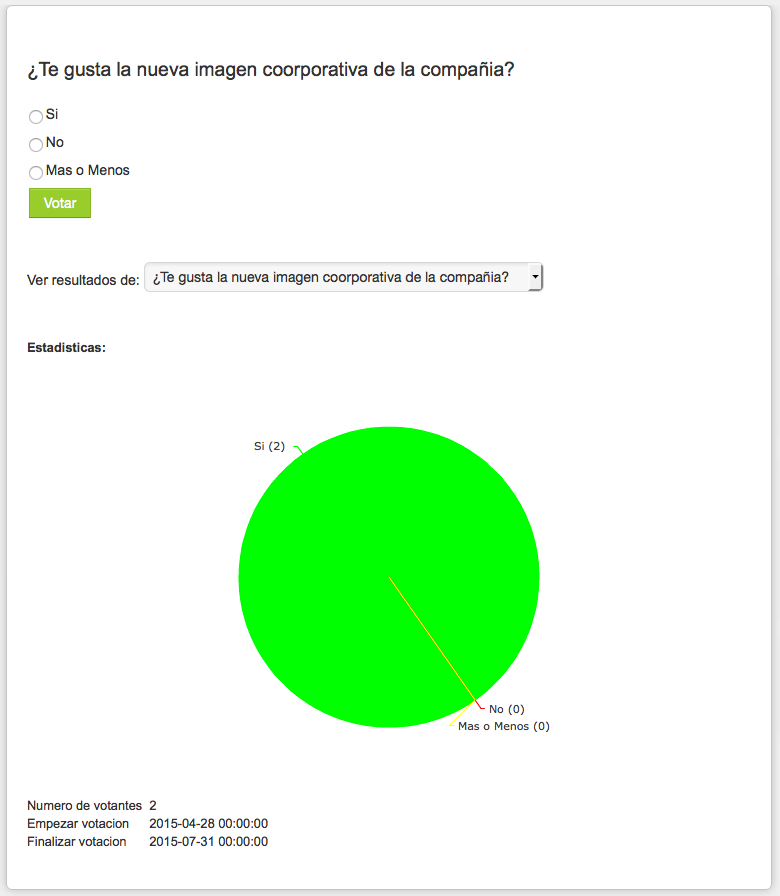 ¿Te gusta la nueva imagen coorporativa de la compañia?
Si
No
Mas o Menos
Votar
Ver resultados de: ¿Te gusta la nueva imagen coorporativa de la compañia?
Estadisticas:
Si (2)
No (0)
Mas o Menos (0)
Numero de votantes 2
Empezar votacion 2015-04-28 00:00:00
Finalizar votacion 2015-07-31 00:00:00